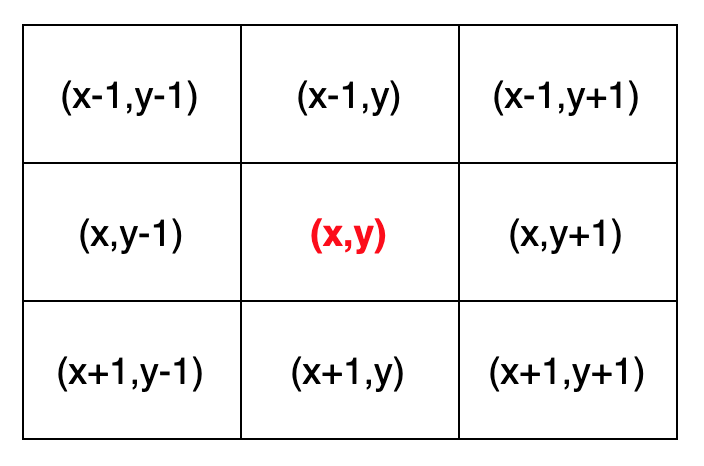 (x-1,y-1) (x-1,y) (x-1,y+1)
(x,y-1) (x,y) (x,y+1)
(x+1,y-1) (x+1,y) (x+1,y+1)